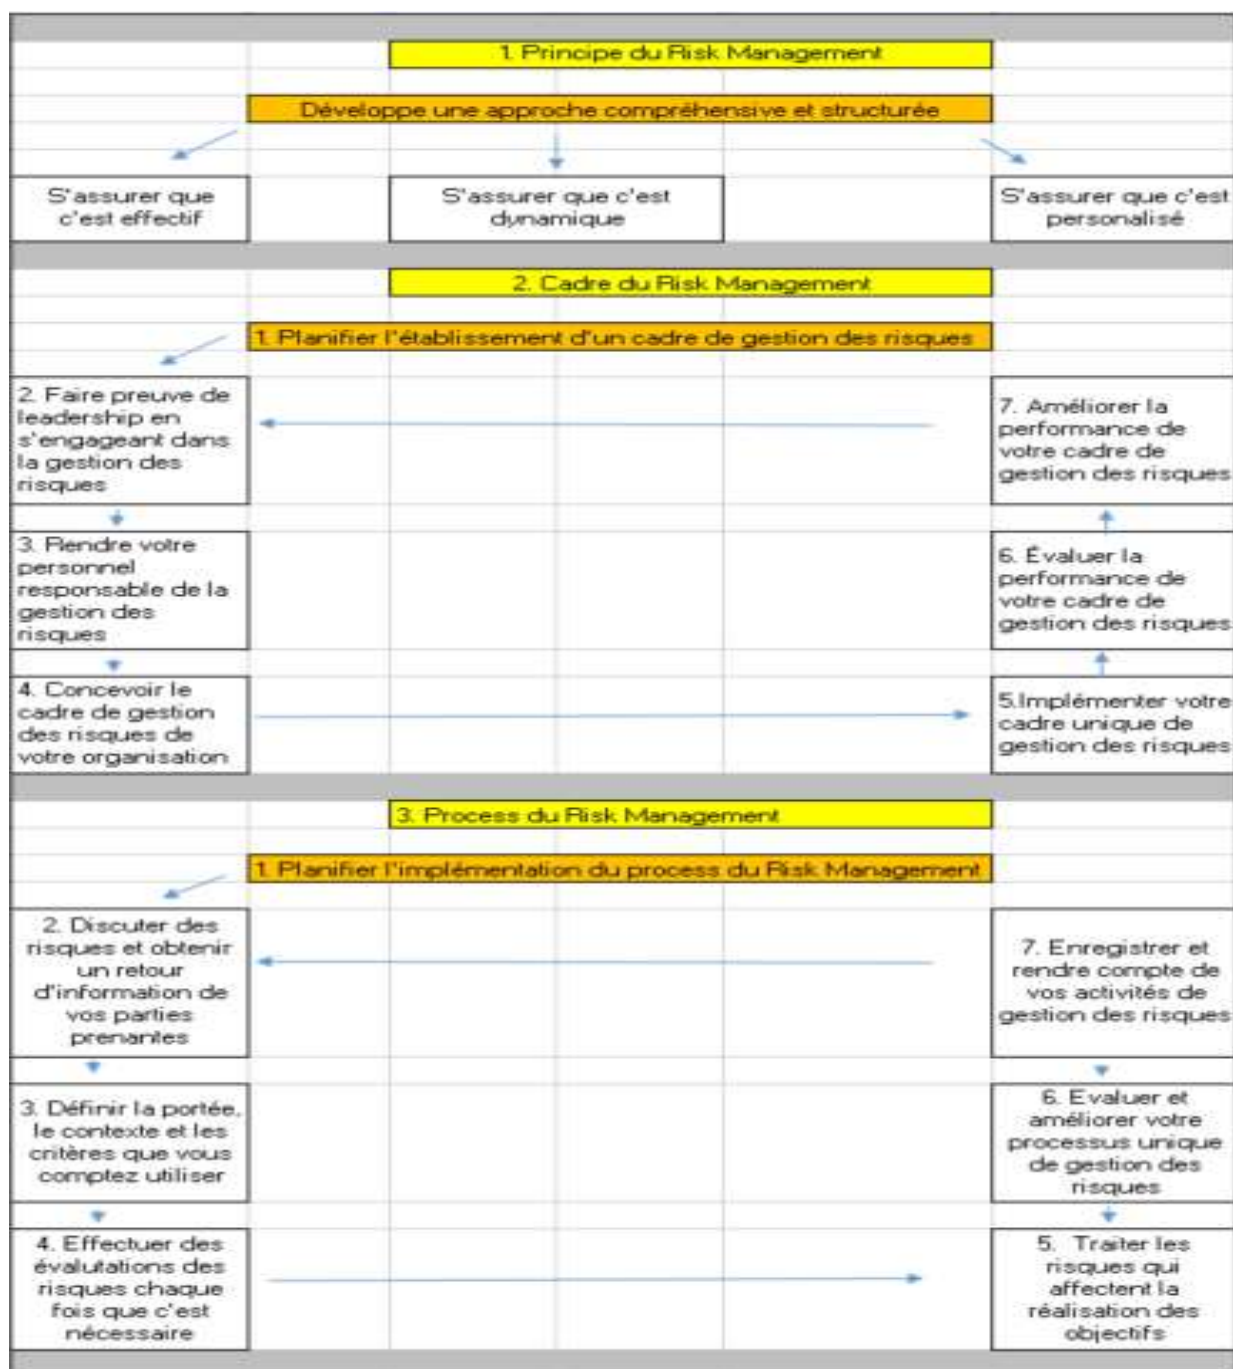 1. Principe du Risk Management
Développe une approche compréhensive et structurée
S'assurer que
c'est effectif
S'assurer que c'est
dynamique
S'assurer que c'est
personalisé
2. Cadre du Risk Management
1. Planifier l'établissement d'un cadre de gestion des risques
2. Faire preuve de
leadership en
s'engageant dans
la gestion des
risques
7. Améliorer la
performance de
votre cadre de
gestion des risques
3. Rendre votre
personnel
responsable de la
gestion des
risques
6. Évaluer la
performance de
votre cadre de
gestion des risques
4. Concevoir le
cadre de gestion
des risques de
votre organisation
5.Implémenter votre
cadre unique de
gestion des risques
3. Process du Risk Management
1. Planifier l'implémentation du process du Risk Management
2. Discuter des
risques et obtenir
un retour
d'information de
vos parties
prenantes
7. Enregistrer et
rendre compte de
vos activités de
gestion des risques
3. Définir la portée,
le contexte et les
critères que vous
comptez utiliser
6. Evaluer et
améliorer votre
processus unique
de gestion des
risques
4. Effectuer des
évalutations des
risques chaque
fois que c'est
nécessaire
5. Traiter les
risques qui
affectent la
réalisation des
objectifs